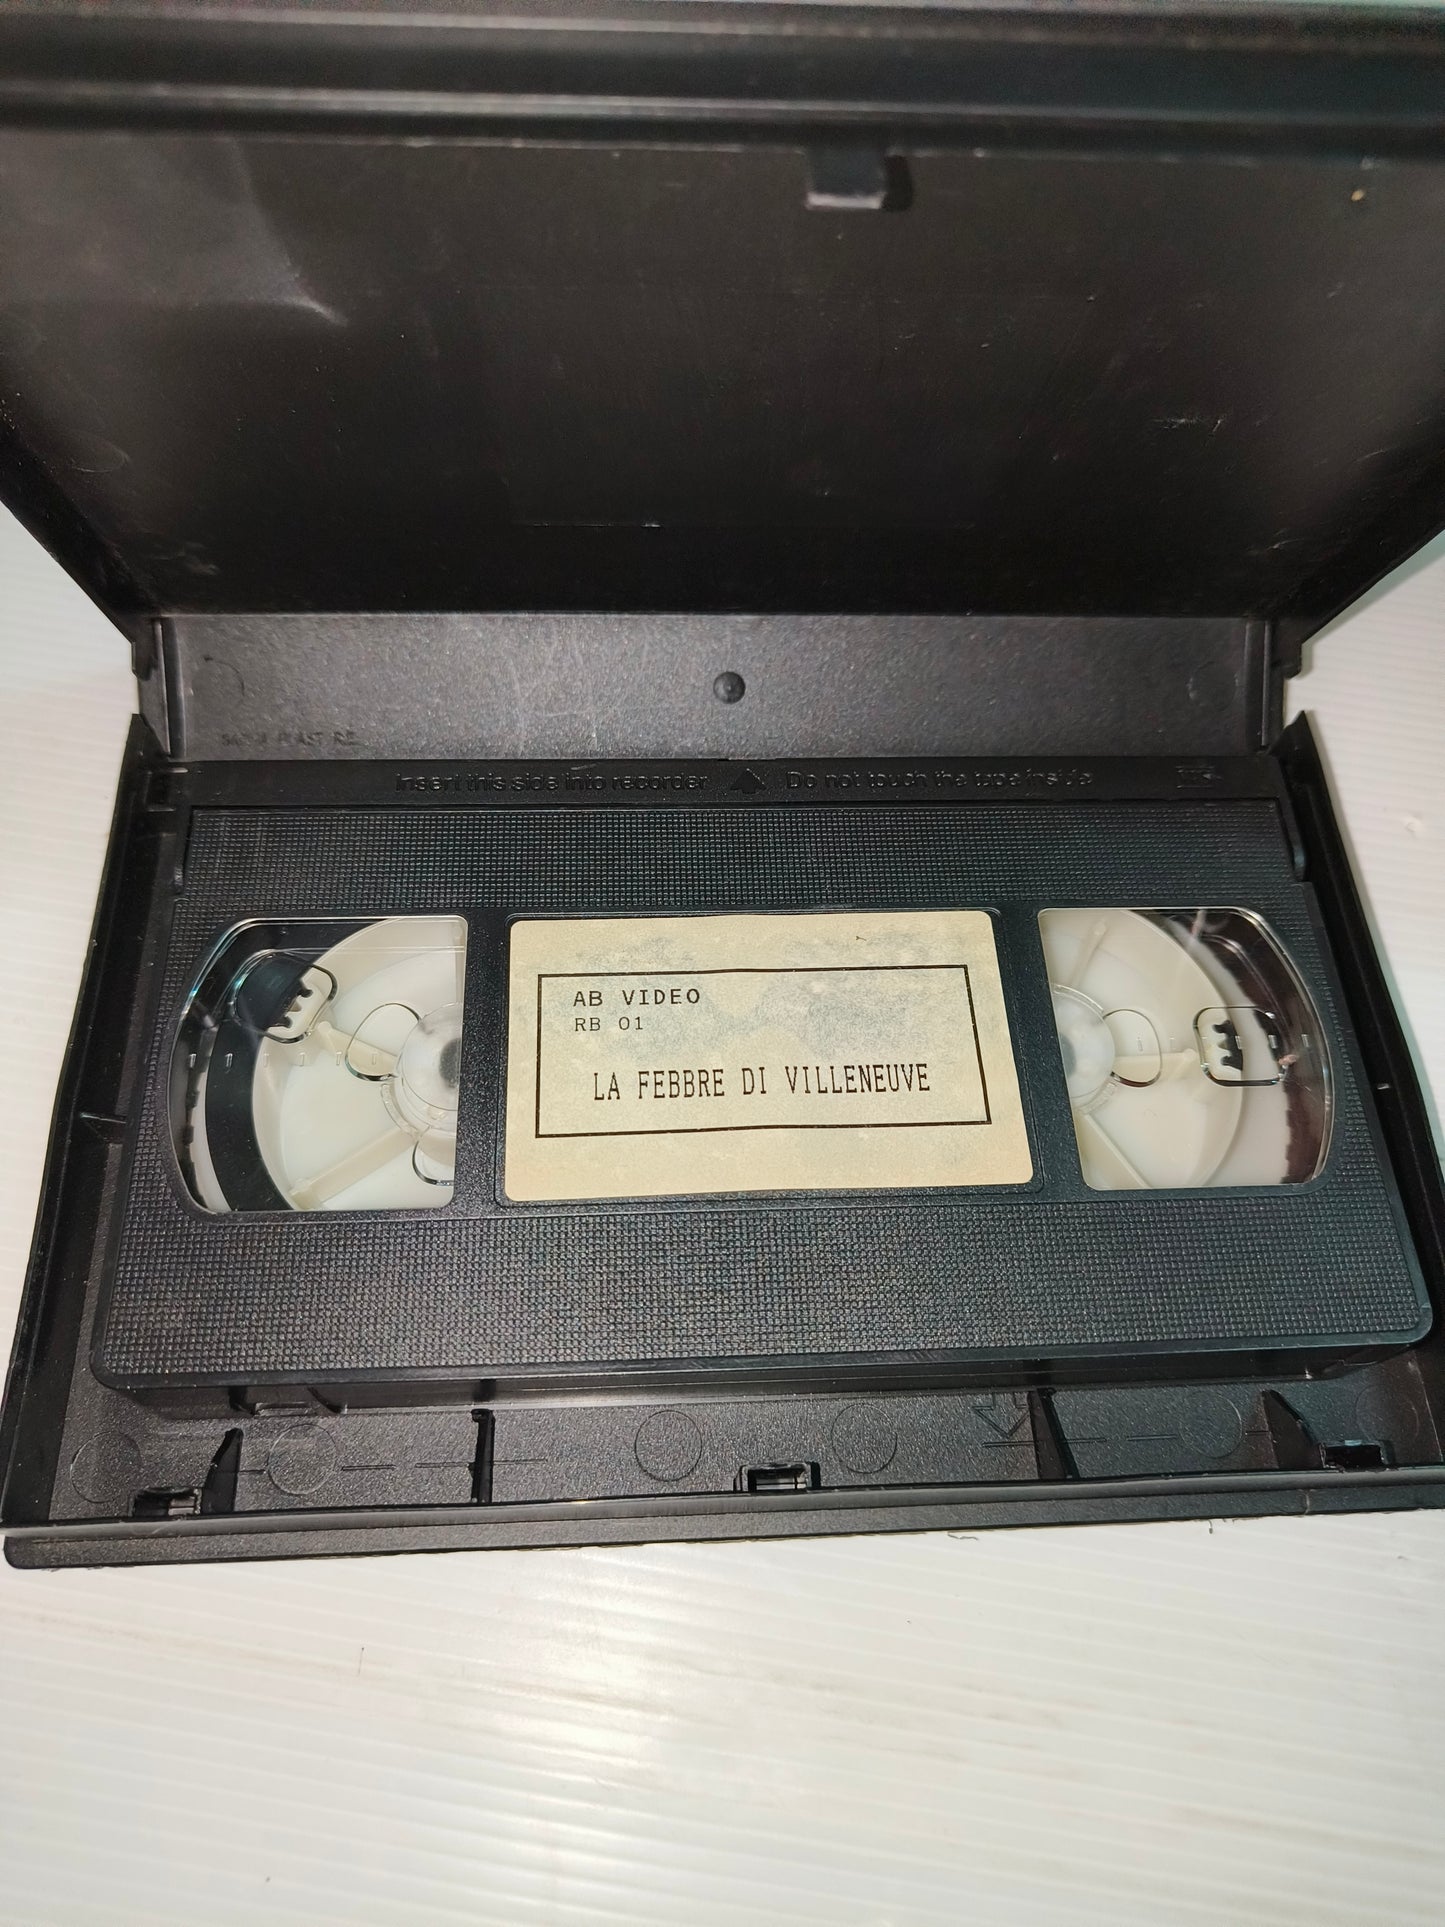 PLAST R.E.
Insert this side into recorder Do not touch the tape inside
AB VIDEO
RB 01
LA FEBBRE DI VILLENEUVE